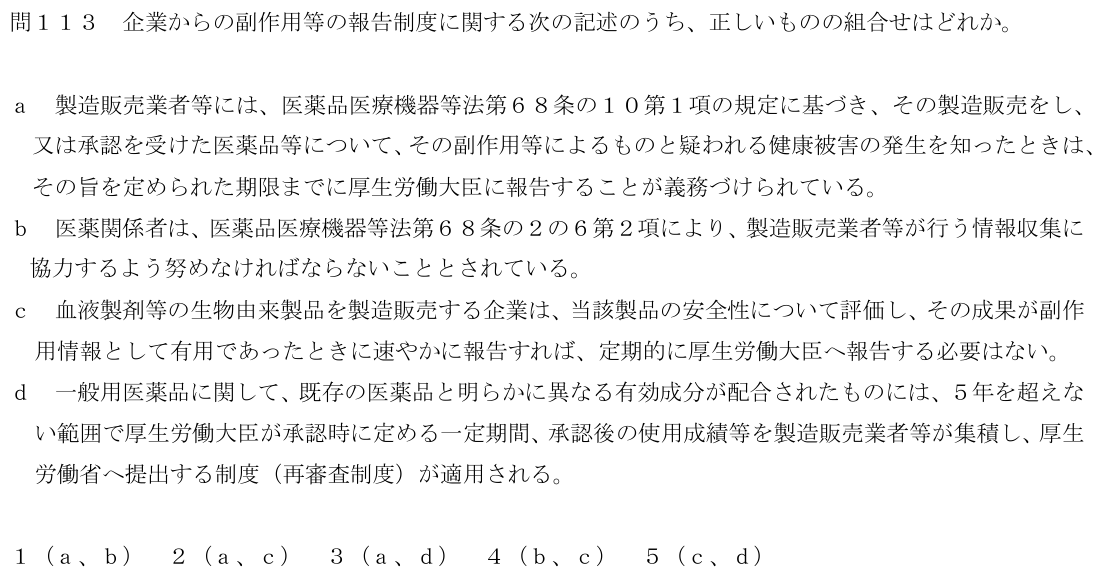 問１１３　企業からの副作用等の報告制度に関する次の記述のうち、正しいものの組合せはどれか。
ａ　製造販売業者等には、医薬品医療機器等法第６８条の１０第１項の規定に基づき、その製造販売をし、
又は承認を受けた医薬品等について、その副作用等によるものと疑われる健康被害の発生を知ったときは、
その旨を定められた期限までに厚生労働大臣に報告することが義務づけられている。
ｂ　医薬関係者は、医薬品医療機器等法第６８条の２の６第２項により、製造販売業者等が行う情報収集に
協力するよう努めなければならないこととされている。
ｃ　血液製剤等の生物由来製品を製造販売する企業は、当該製品の安全性について評価し、その成果が副作
用情報として有用であったときに速やかに報告すれば、定期的に厚生労働大臣へ報告する必要はない。
ｄ　一般用医薬品に関して、既存の医薬品と明らかに異なる有効成分が配合されたものには、５年を超えな
い範囲で厚生労働大臣が承認時に定める一定期間、承認後の使用成績等を製造販売業者等が集積し、厚生
労働省へ提出する制度（再審査制度）が適用される。
１（ａ、ｂ）　２（ａ、ｃ）　３（ａ、ｄ）　４（ｂ、ｃ）　５（ｃ、ｄ）